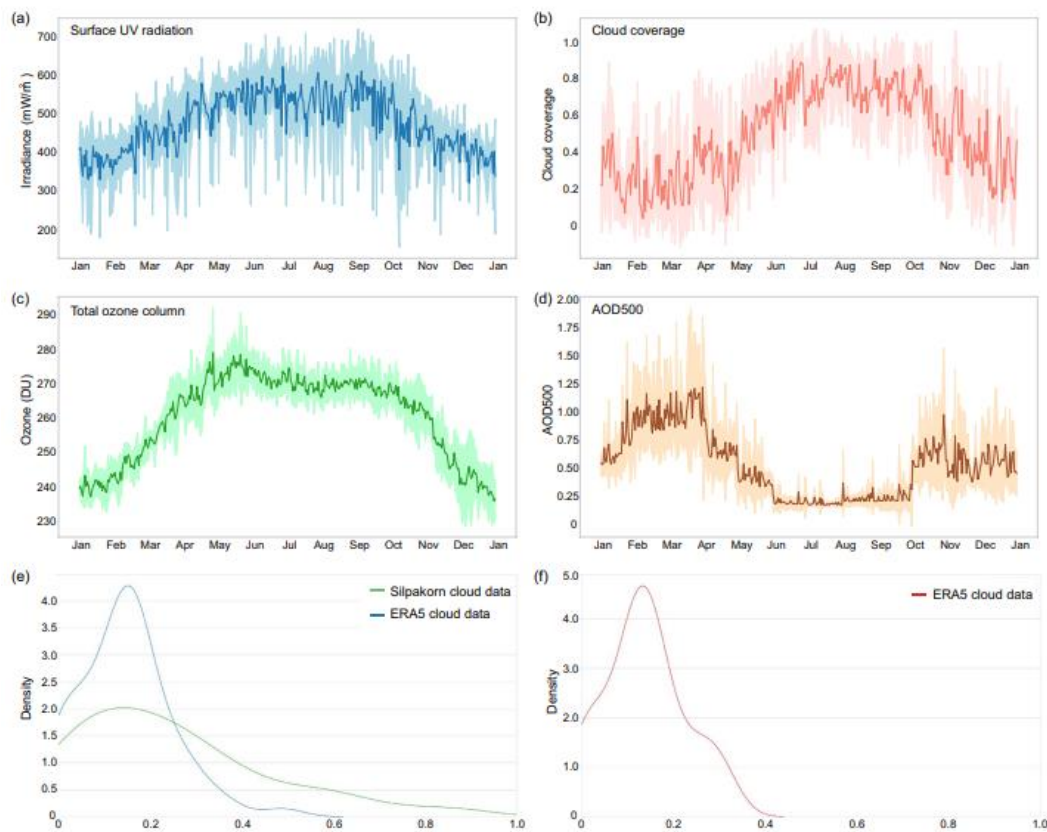 (a)
Surface UV radiation
Irradiance (mW/m²)
700
600
500
400
300
200
Jan Feb Mar Apr May Jun Jul Aug Sep Oct Nov Dec Jan
(b)
Cloud coverage
Cloud coverage
1.0
0.8
0.6
0.4
0.2
0
Jan Feb Mar Apr May Jun Jul Aug Sep Oct Nov Dec Jan
(c)
Total ozone column
Ozone (DU)
290
280
270
260
250
240
230
Jan Feb Mar Apr May Jun Jul Aug Sep Oct Nov Dec Jan
(d)
AOD500
AOD500
2.00
1.75
1.50
1.25
1.00
0.75
0.50
0.25
0
Jan Feb Mar Apr May Jun Jul Aug Sep Oct Nov Dec Jan
(e)
Silpakorn cloud data
ERA5 cloud data
Density
4.0
3.5
3.0
2.5
2.0
1.5
1.0
0.5
0
0 0.2 0.4 0.6 0.8 1.0
(f)
ERA5 cloud data
Density
5.0
4.0
3.0
2.0
1.0
0
0 0.2 0.4 0.6 0.8 1.0